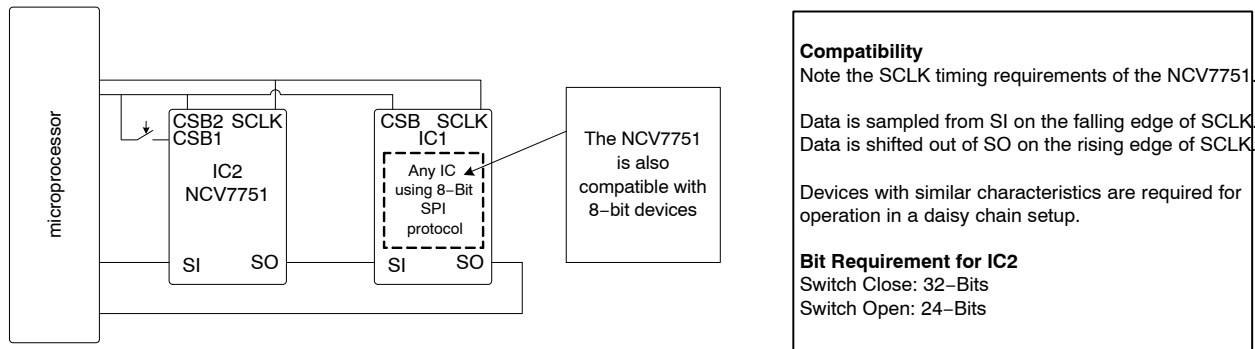 microprocessor
CSB2 SCLK
CSB1
IC2
NCV7751
SI SO
CSB SCLK
IC1
Any IC
using 8−Bit
SPI
protocol
SI SO
The NCV7751
is also
compatible with
8−bit devices
Compatibility
Note the SCLK timing requirements of the NCV7751.
Data is sampled from SI on the falling edge of SCLK.
Data is shifted out of SO on the rising edge of SCLK.
Devices with similar characteristics are required for
operation in a daisy chain setup.
Bit Requirement for IC2
Switch Close: 32−Bits
Switch Open: 24−Bits